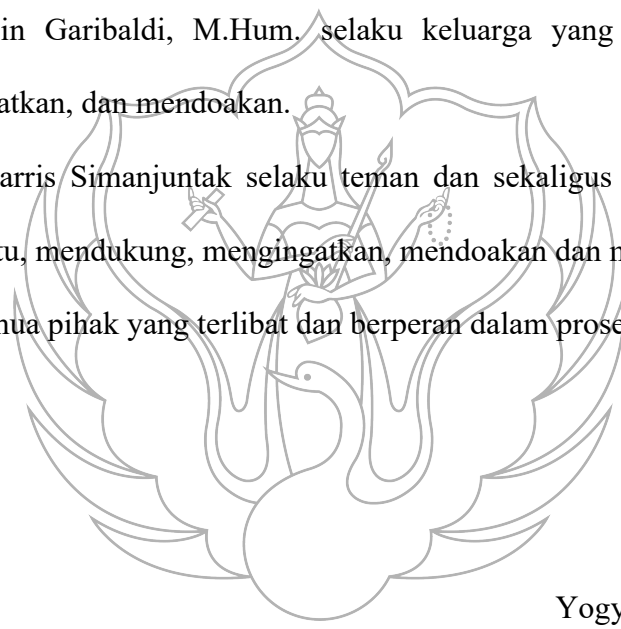 in Garibaldi, M.Hum. selaku keluarga yang
atkan, dan mendoakan.
arris Simanjuntak selaku teman dan sekaligus
tu, mendukung, mengingatkan, mendoakan dan m
nua pihak yang terlibat dan berperan dalam prose
Yogy